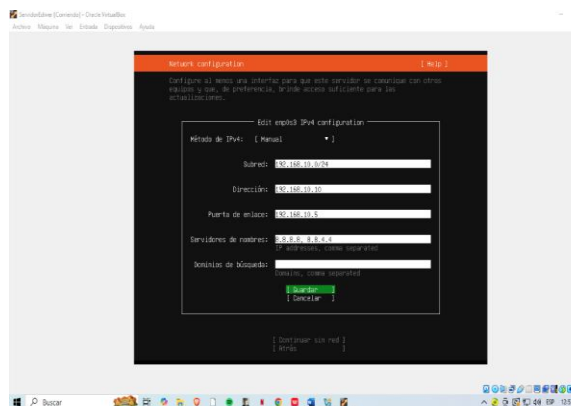 ServidorEdime [Corriendo] - Oracle VirtualBox
Archivo Máquina Ver Entrada Dispositivos Ayuda
Network configuration [ Help ]
Configure al menos una interfaz para que este servidor se comunique con otros
equipos y que, de preferencia, brinde acceso suficiente para las
actualizaciones.
Edit enp0s3 IPv4 configuration
Método de IPv4: [ Manual ▾ ]
Subred: 192.168.10.0/24
Dirección: 192.168.10.10
Puerta de enlace: 192.168.10.5
Servidores de nombres: 8.8.8.8, 8.8.4.4
IP addresses, comma separated
Dominios de búsqueda:
Domains, comma separated
[ Guardar ]
[ Cancelar ]
[ Continuar sin red ]
[ Atrás ]
Buscar
ESP